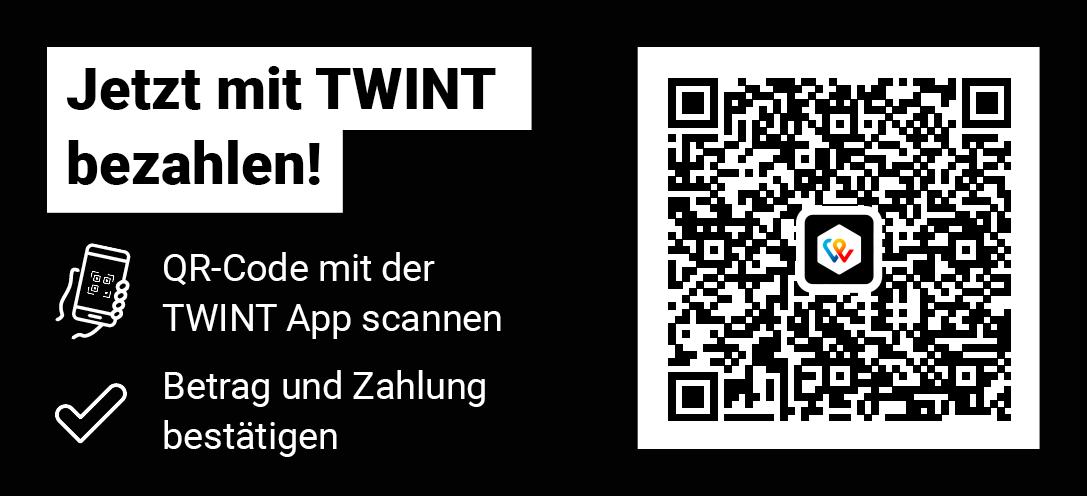 Jetzt mit TWINT
bezahlen!
QR-Code mit der
TWINT App scannen
Betrag und Zahlung
bestätigen